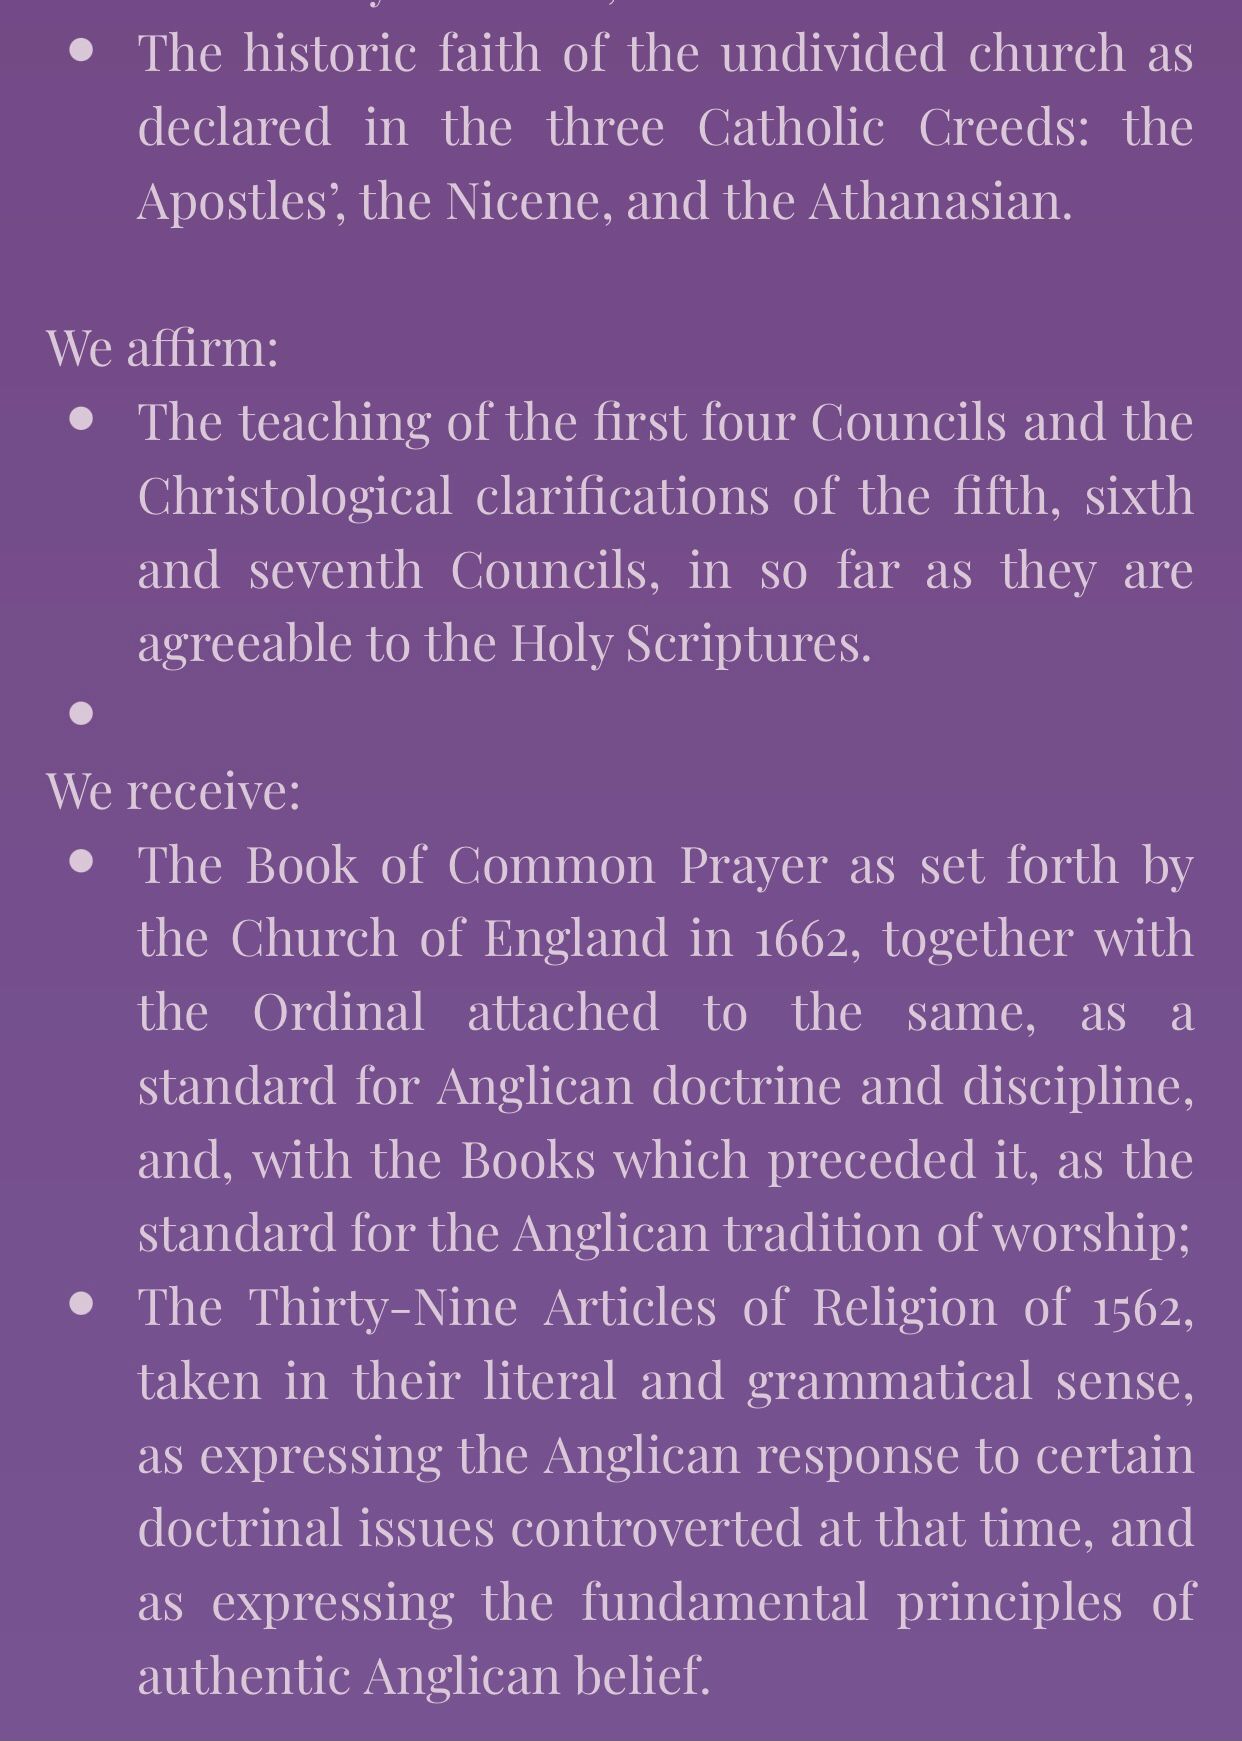 • The historic faith of the undivided church as
declared in the three Catholic Creeds: the
Apostles’, the Nicene, and the Athanasian.
We affirm:
• The teaching of the first four Councils and the
Christological clarifications of the fifth, sixth
and seventh Councils, in so far as they are
agreeable to the Holy Scriptures.
•
We receive:
• The Book of Common Prayer as set forth by
the Church of England in 1662, together with
the Ordinal attached to the same, as a
standard for Anglican doctrine and discipline,
and, with the Books which preceded it, as the
standard for the Anglican tradition of worship;
• The Thirty-Nine Articles of Religion of 1562,
taken in their literal and grammatical sense,
as expressing the Anglican response to certain
doctrinal issues controverted at that time, and
as expressing the fundamental principles of
authentic Anglican belief.